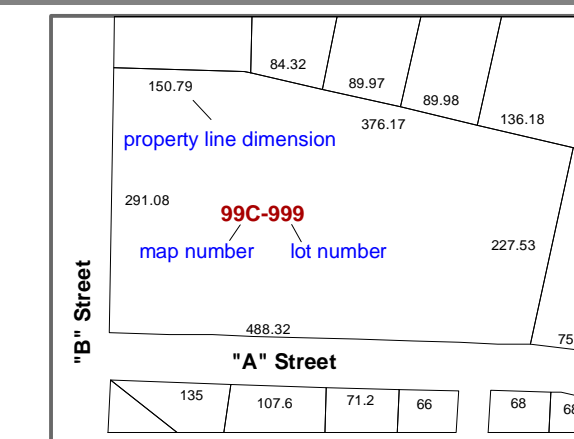 84.32
150.79
89.97
89.98
136.18
376.17
property line dimension
291.08
99C-999
map number
lot number
227.53
"B" Street
488.32
75
"A" Street
135
107.6
71.2
66
68
68